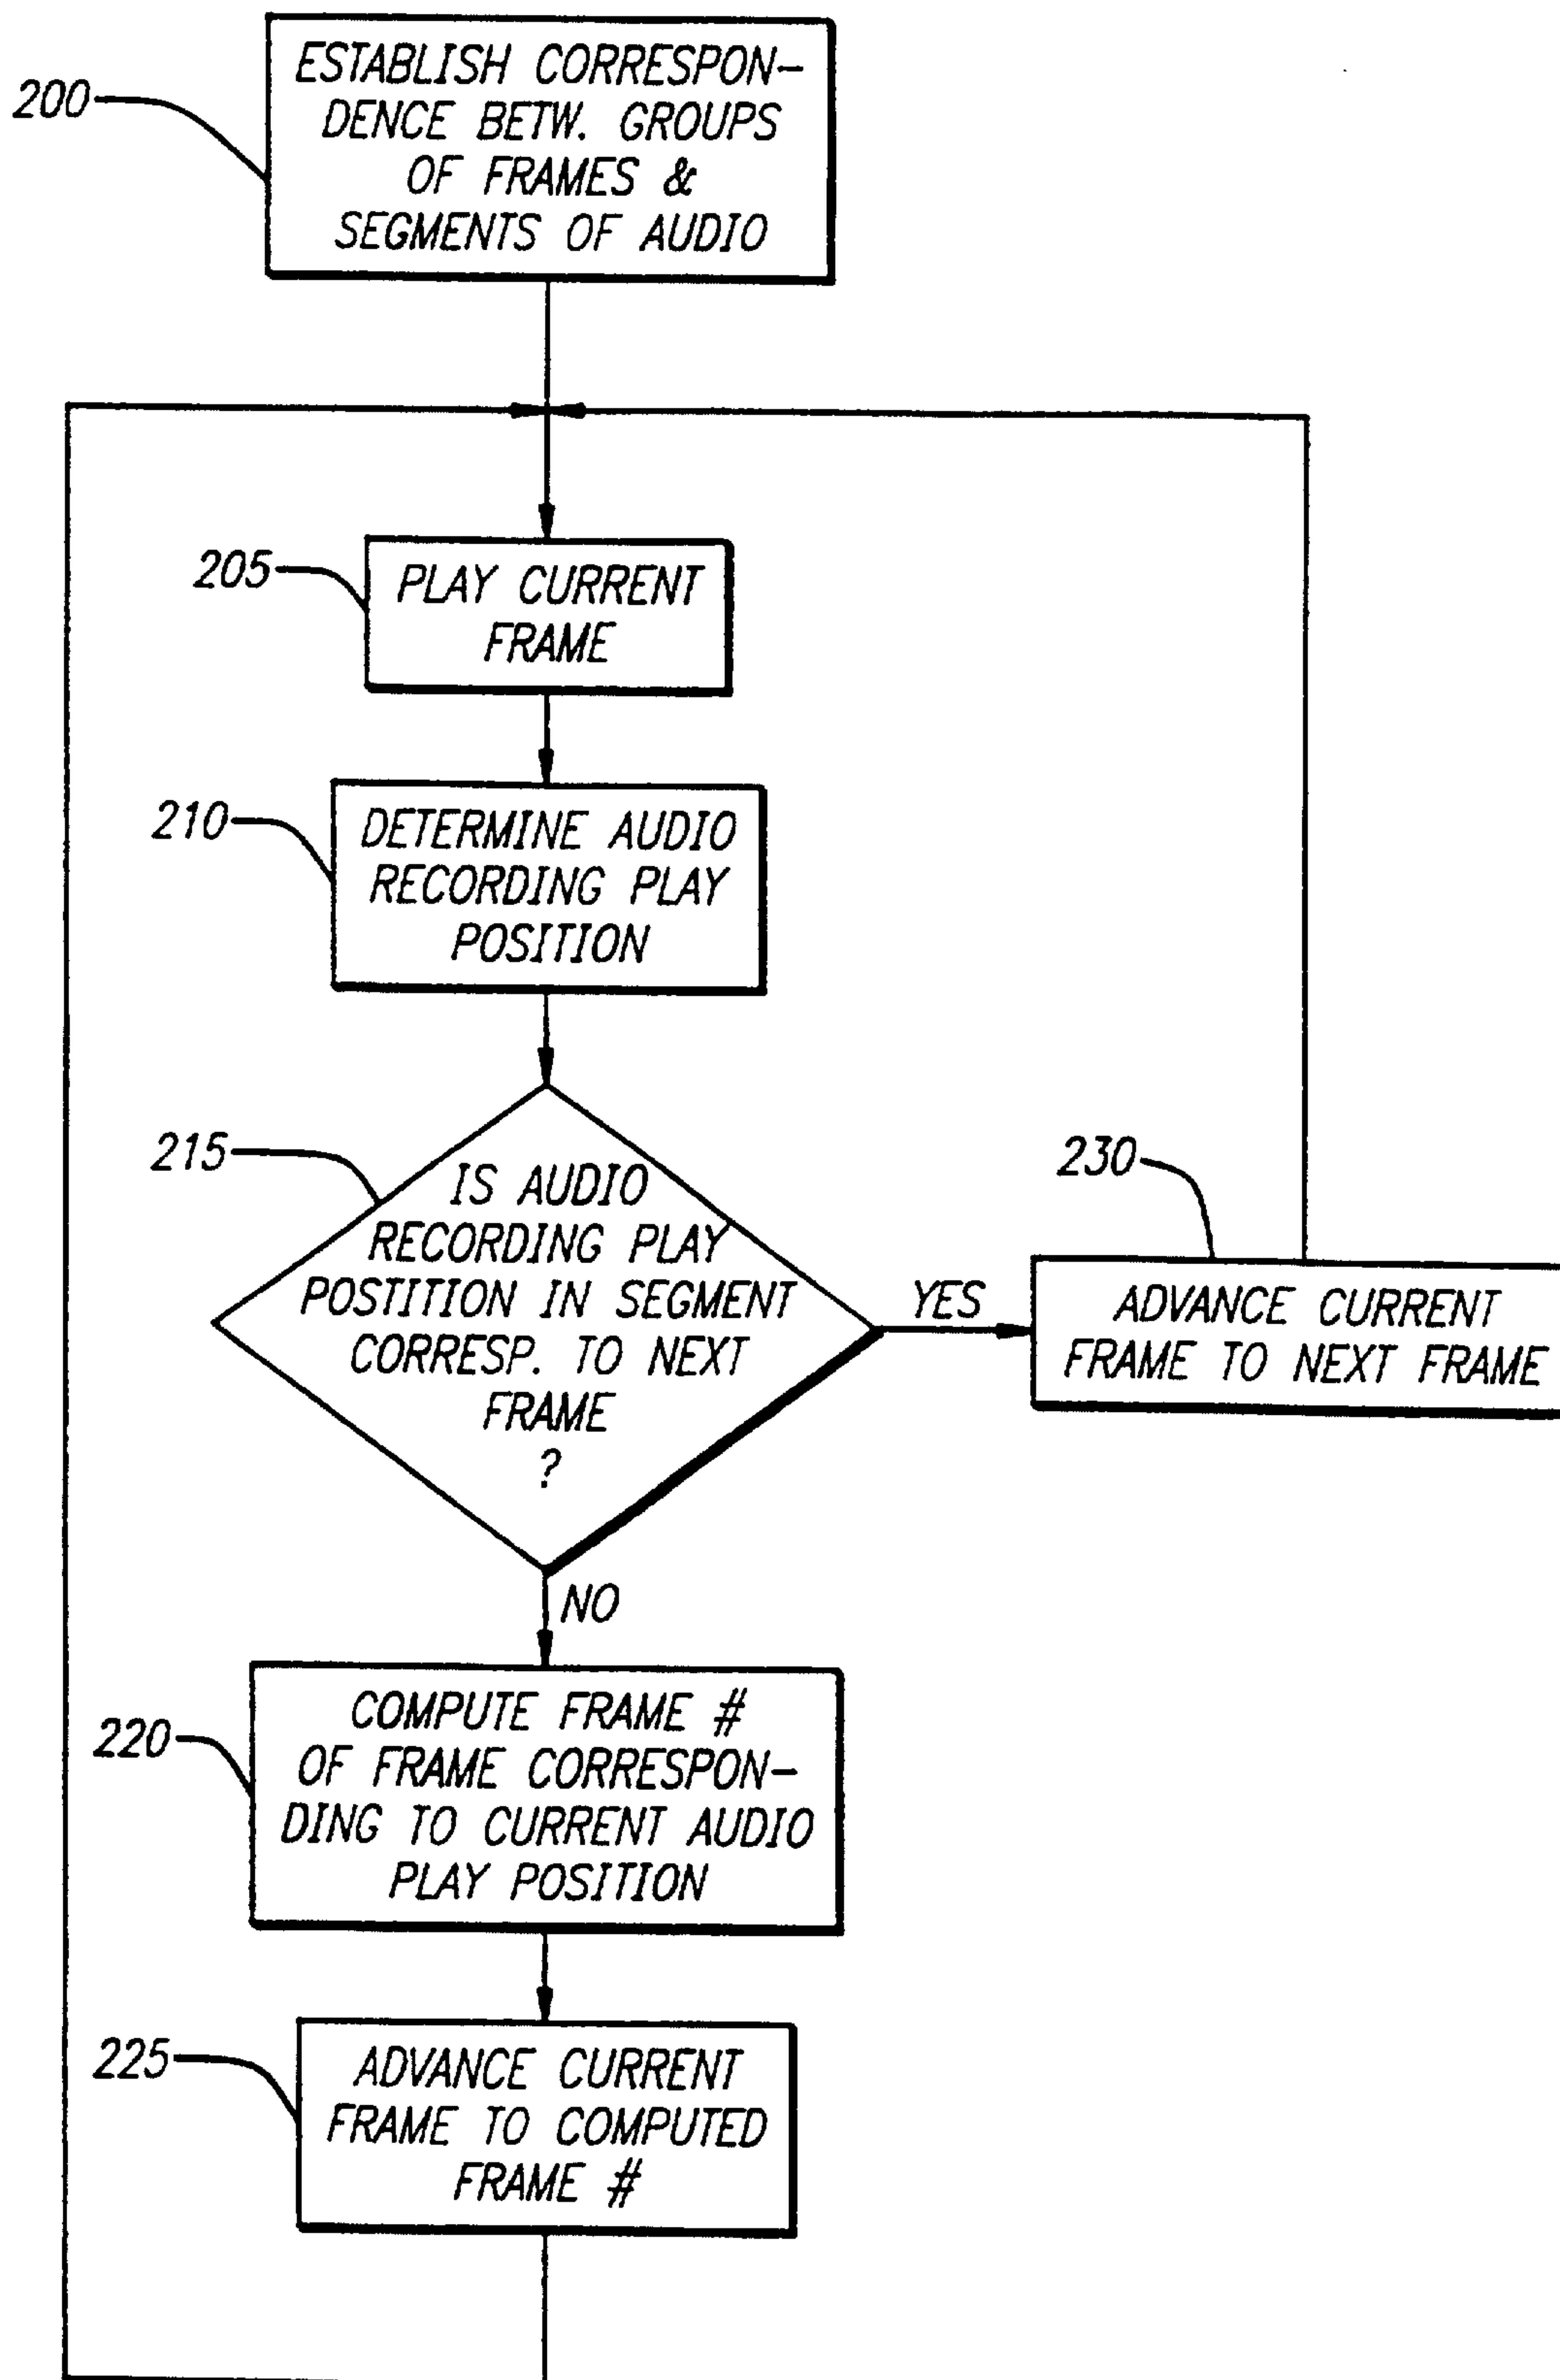 200
ESTABLISH CORRESPON-
DENCE BETW. GROUPS
OF FRAMES &
SEGMENTS OF AUDIO
205
PLAY CURRENT
FRAME
210
DETERMINE AUDIO
RECORDING PLAY
POSITION
215
IS AUDIO
RECORDING PLAY
POSTITION IN SEGMENT
CORRESP. TO NEXT
FRAME
?
YES
230
ADVANCE CURRENT
FRAME TO NEXT FRAME
NO
220
COMPUTE FRAME #
OF FRAME CORRESPON-
DING TO CURRENT AUDIO
PLAY POSITION
225
ADVANCE CURRENT
FRAME TO COMPUTED
FRAME #